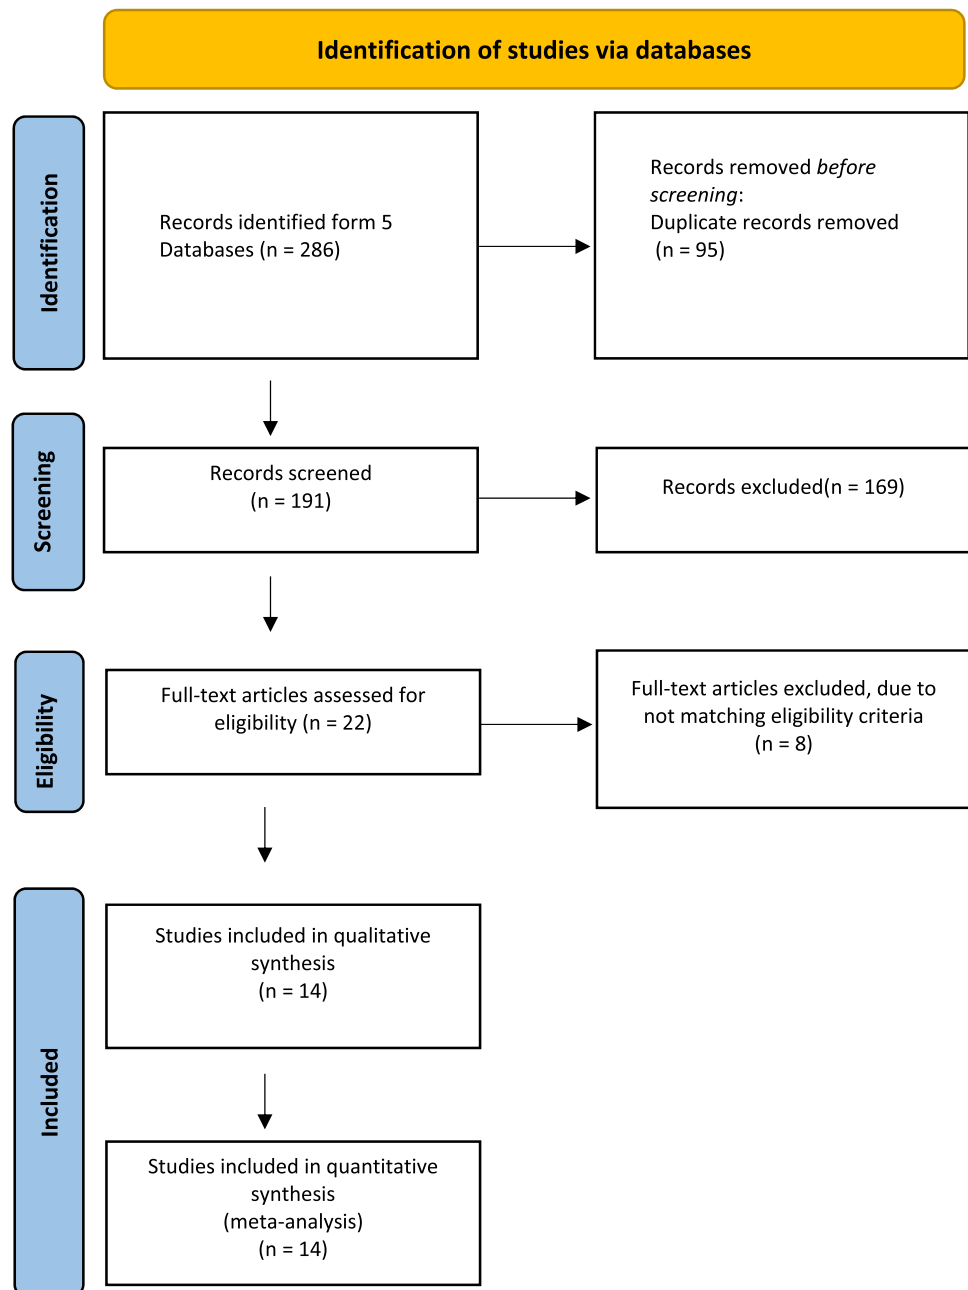 Identification of studies via databases
Identification
Records identified form 5
Databases (n = 286)
Records removed before
screening:
Duplicate records removed
(n = 95)
Screening
Records screened
(n = 191)
Records excluded(n = 169)
Eligibility
Full-text articles assessed for
eligibility (n = 22)
Full-text articles excluded, due to
not matching eligibility criteria
(n = 8)
Included
Studies included in qualitative
synthesis
(n = 14)
Studies included in quantitative
synthesis
(meta-analysis)
(n = 14)